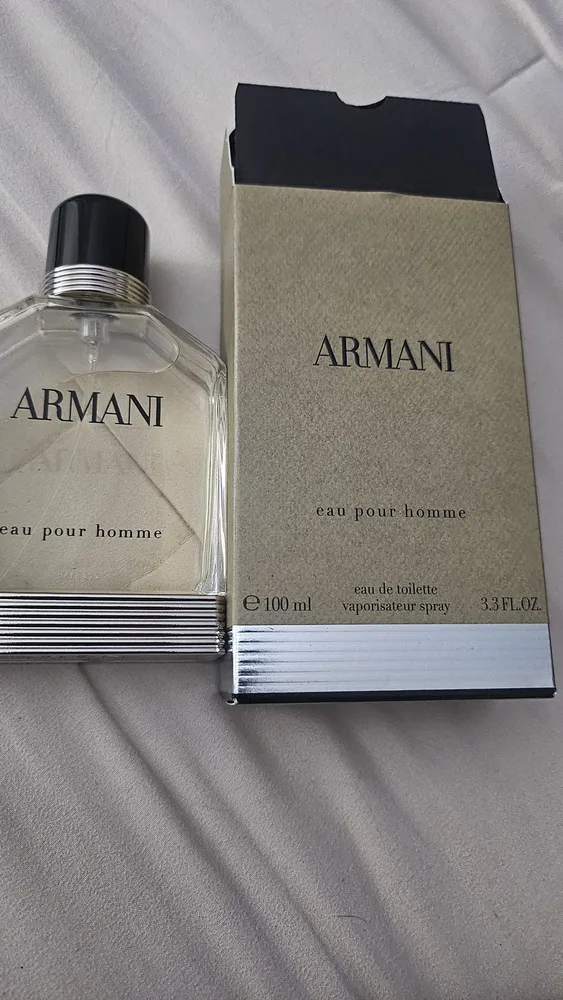 ARMANI
eau pour homme
ARMANI
eau pour homme
eau de toilette
℮ 100 ml vaporisateur spray 3.3 FL.OZ.